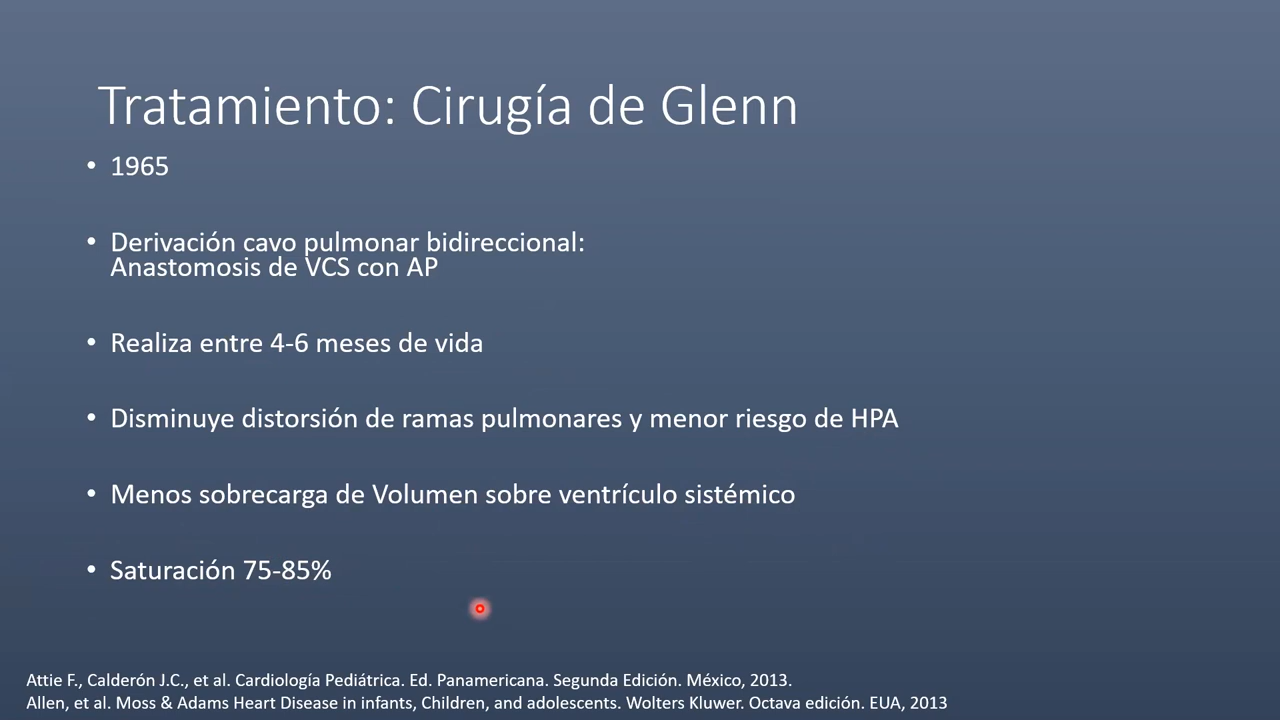 Tratamiento: Cirugía de Glenn
• 1965
• Derivación cavo pulmonar bidireccional:
Anastomosis de VCS con AP
• Realiza entre 4-6 meses de vida
• Disminuye distorsión de ramas pulmonares y menor riesgo de HPA
• Menos sobrecarga de Volumen sobre ventrículo sistémico
• Saturación 75-85%
Attie F., Calderón J.C., et al. Cardiología Pediátrica. Ed. Panamericana. Segunda Edición. México, 2013.
Allen, et al. Moss & Adams Heart Disease in infants, Children, and adolescents. Wolters Kluwer. Octava edición. EUA, 2013